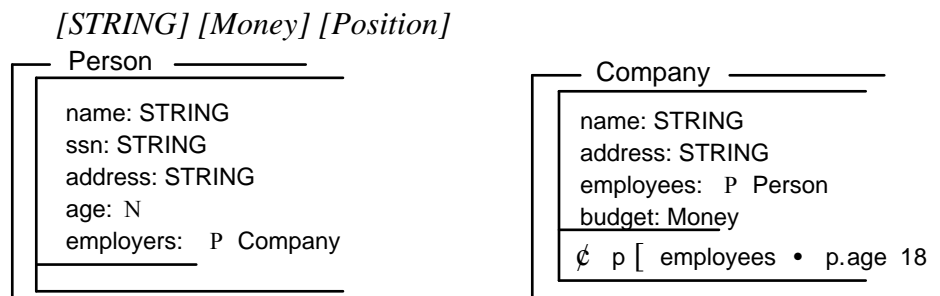 [STRING] [Money] [Position]
Person
name: STRING
ssn: STRING
address: STRING
age: N
employers: P Company
Company
name: STRING
address: STRING
employees: P Person
budget: Money
¢ p [ employees • p.age 18